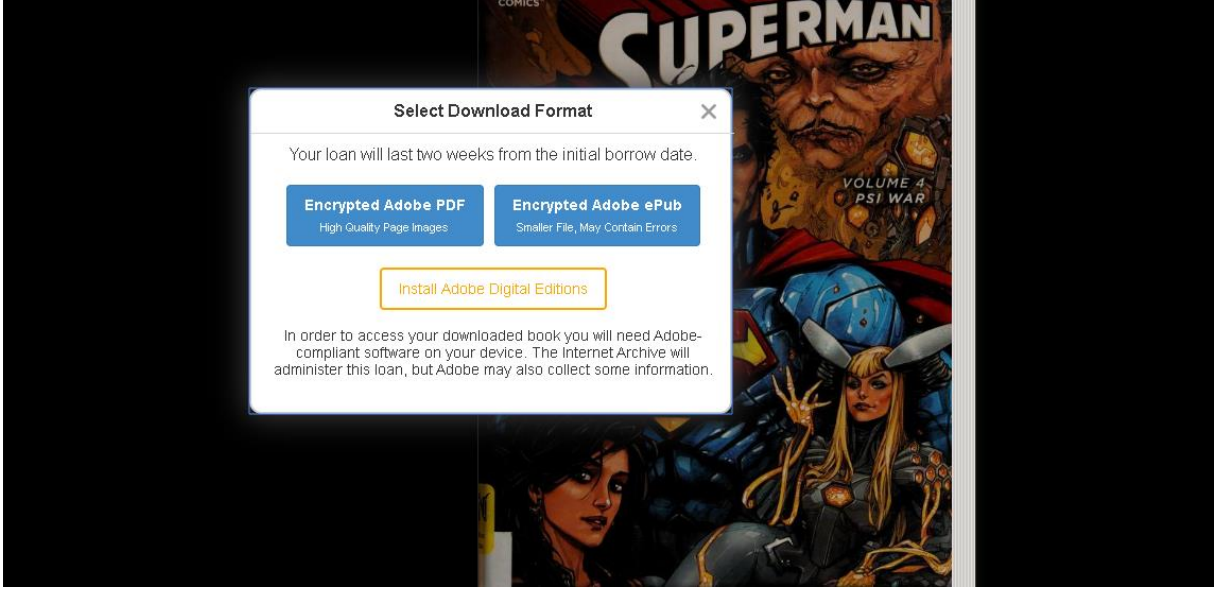 COMICS™
SUPERMAN
Select Download Format
Your loan will last two weeks from the initial borrow date.
VOLUME 4
PSI WAR
Encrypted Adobe PDF
High Quality Page Images
Encrypted Adobe ePub
Smaller File, May Contain Errors
Install Adobe Digital Editions
In order to access your downloaded book you will need Adobe-
compliant software on your device. The Internet Archive will
administer this loan, but Adobe may also collect some information.